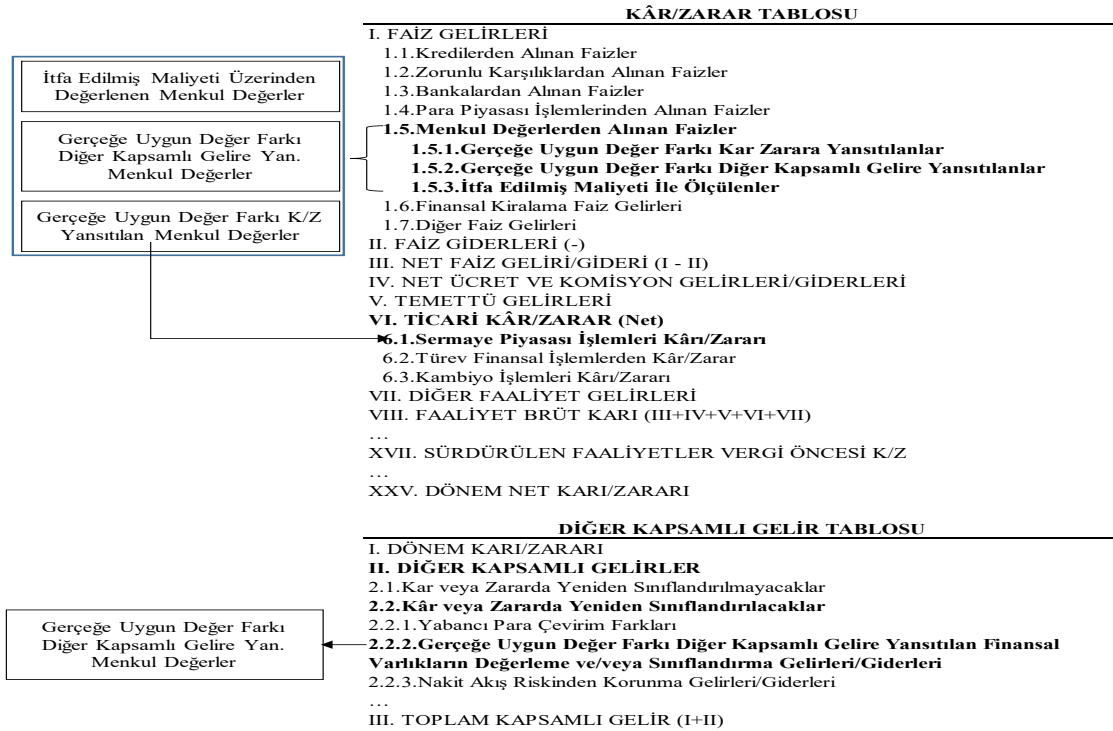 KÂR/ZARAR TABLOSU
I. FAİZ GELİRLERİ
1.1.Kredilerden Alınan Faizler
1.2.Zorunlu Karşılıklardan Alınan Faizler
1.3.Bankalardan Alınan Faizler
1.4.Para Piyasası İşlemlerinden Alınan Faizler
1.5.Menkul Değerlerden Alınan Faizler
1.5.1.Gerçeğe Uygun Değer Farkı Kar Zarara Yansıtılanlar
1.5.2.Gerçeğe Uygun Değer Farkı Diğer Kapsamlı Gelire Yansıtılanlar
1.5.3.İtfa Edilmiş Maliyeti İle Ölçülenler
1.6.Finansal Kiralama Faiz Gelirleri
1.7.Diğer Faiz Gelirleri
II. FAİZ GİDERLERİ (-)
III. NET FAİZ GELİRİ/GİDERİ (I - II)
IV. NET ÜCRET VE KOMİSYON GELİRLERİ/GİDERLERİ
V. TEMETTÜ GELİRLERİ
VI. TİCARİ KÂR/ZARAR (Net)
6.1.Sermaye Piyasası İşlemleri Kârı/Zararı
6.2.Türev Finansal İşlemlerden Kâr/Zarar
6.3.Kambiyo İşlemleri Kârı/Zararı
VII. DİĞER FAALİYET GELİRLERİ
VIII. FAALİYET BRÜT KARI (III+IV+V+VI+VII)
…
XVII. SÜRDÜRÜLEN FAALİYETLER VERGİ ÖNCESİ K/Z
…
XXV. DÖNEM NET KARI/ZARARI
İtfa Edilmiş Maliyeti Üzerinden
Değerlenen Menkul Değerler
Gerçeğe Uygun Değer Farkı
Diğer Kapsamlı Gelire Yan.
Menkul Değerler
Gerçeğe Uygun Değer Farkı K/Z
Yansıtılan Menkul Değerler
DİĞER KAPSAMLI GELİR TABLOSU
I. DÖNEM KARI/ZARARI
II. DİĞER KAPSAMLI GELİRLER
2.1.Kar veya Zararda Yeniden Sınıflandırılmayacaklar
2.2.Kâr veya Zararda Yeniden Sınıflandırılacaklar
2.2.1.Yabancı Para Çevirim Farkları
2.2.2.Gerçeğe Uygun Değer Farkı Diğer Kapsamlı Gelire Yansıtılan Finansal
Varlıkların Değerleme ve/veya Sınıflandırma Gelirleri/Giderleri
2.2.3.Nakit Akış Riskinden Korunma Gelirleri/Giderleri
…
III. TOPLAM KAPSAMLI GELİR (I+II)
Gerçeğe Uygun Değer Farkı
Diğer Kapsamlı Gelire Yan.
Menkul Değerler